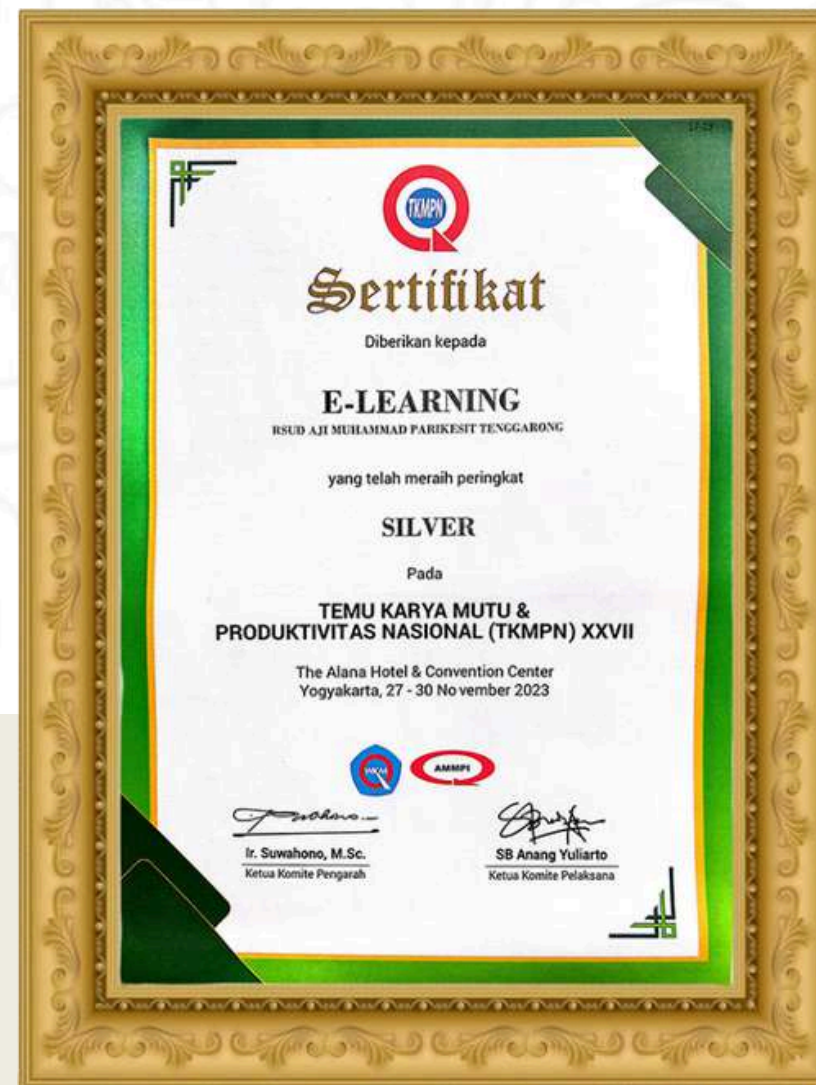 TKMPN
Sertifikat
Diberikan kepada
E-LEARNING
RSUD AJI MUHAMMAD PARIKESIT TENGGARONG
yang telah meraih peringkat
SILVER
Pada
TEMU KARYA MUTU &
PRODUKTIVITAS NASIONAL (TKMPN) XXVII
The Alana Hotel & Convention Center
Yogyakarta, 27 - 30 November 2023
WKM AMMPI
Ir. Suwahono, M.Sc. SB Anang Yuliarto
Ketua Komite Pengarah Ketua Komite Pelaksana